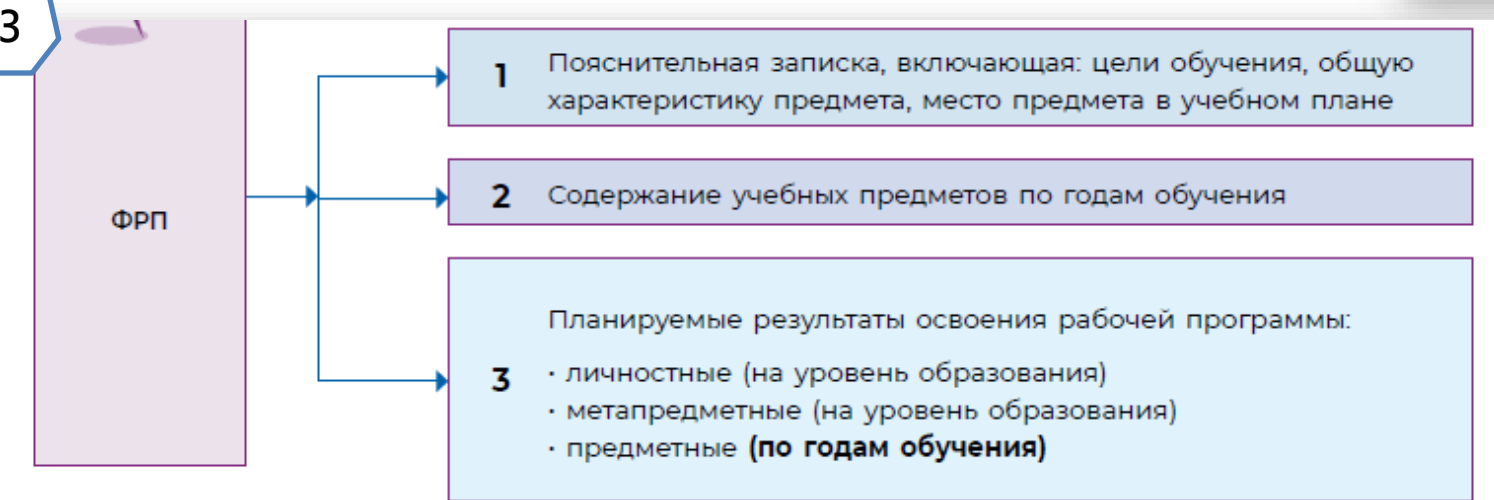 3
ФРП
1
Пояснительная записка, включающая: цели обучения, общую
характеристику предмета, место предмета в учебном плане
2
Содержание учебных предметов по годам обучения
3
Планируемые результаты освоения рабочей программы:
· личностные (на уровень образования)
· метапредметные (на уровень образования)
· предметные (по годам обучения)